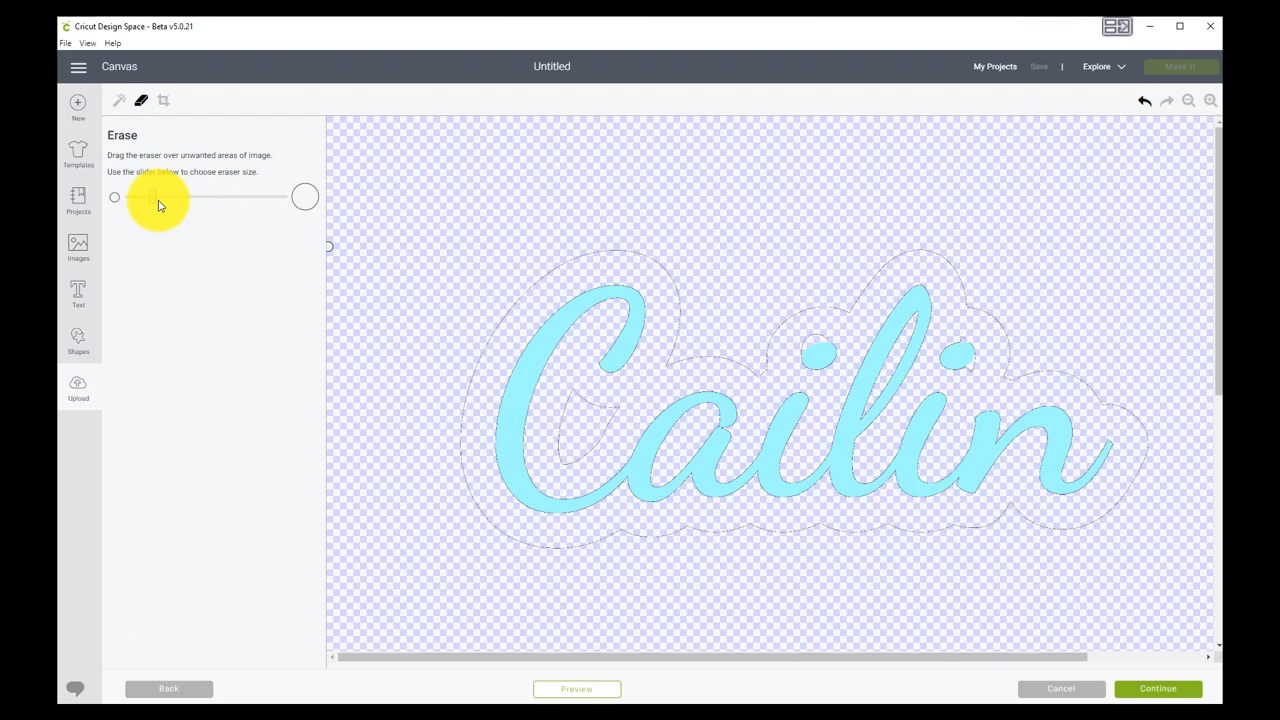 Cricut Design Space - Beta v5.0.21
File View Help
Canvas
Untitled
My Projects Save | Explore Make It
New
Templates
Projects
Images
Text
Shapes
Upload
Erase
Drag the eraser over unwanted areas of image.
Use the slider below to choose eraser size.
Cailin
Back
Preview
Cancel
Continue